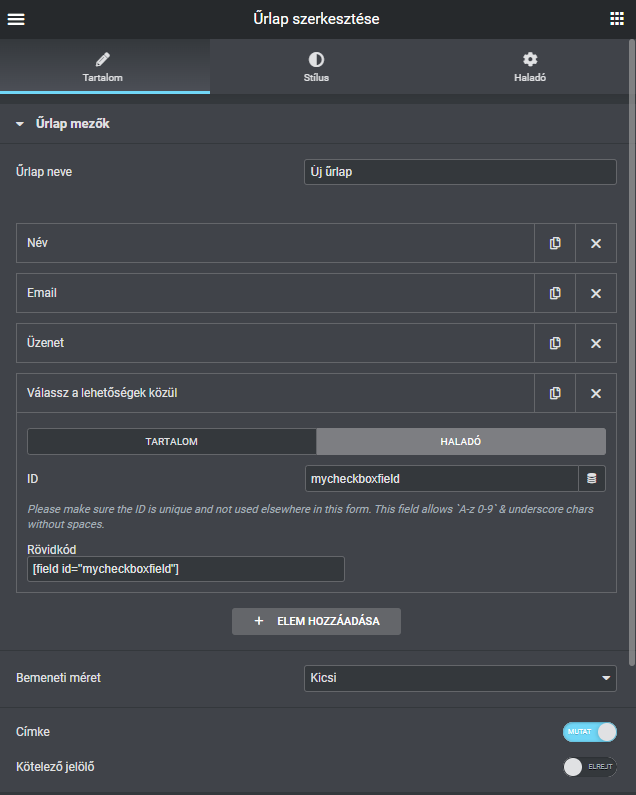 Űrlap szerkesztése
Tartalom
Stílus
Haladó
Űrlap mezők
Űrlap neve
Új űrlap
Név
Email
Üzenet
Válassz a lehetőségek közül
TARTALOM
HALADÓ
ID
mycheckboxfield
Please make sure the ID is unique and not used elsewhere in this form. This field allows `A-z 0-9` & underscore chars
without spaces.
Rövidkód
[field id="mycheckboxfield"]
+ ELEM HOZZÁADÁSA
Bemeneti méret
Kicsi
Címke
MUTAT
Kötelező jelölő
ELREJT